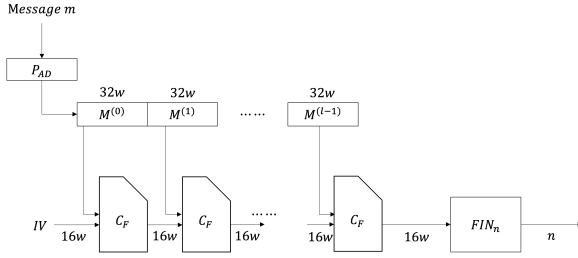 Message m
P_AD
32w 32w 32w
M^(0) M^(1) …… M^(l−1)
C_F C_F …… C_F FIN_n
IV 16w 16w 16w 16w 16w n